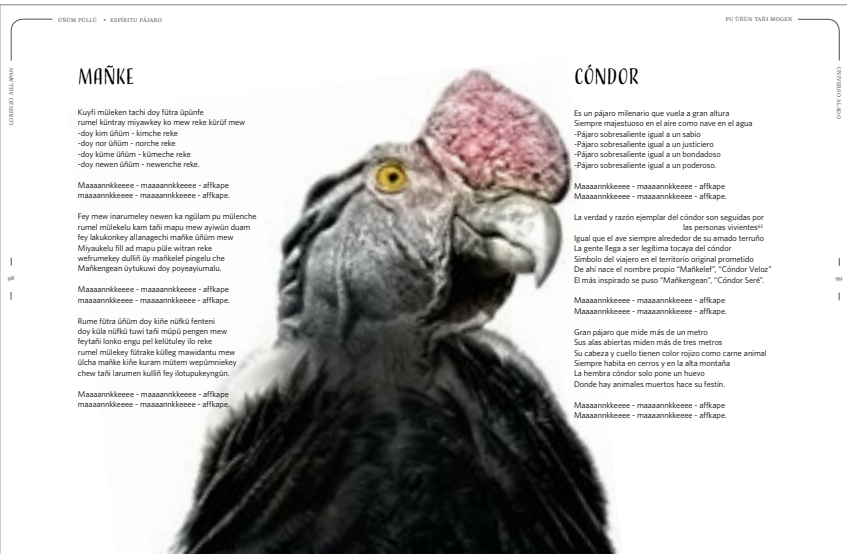 ÜÑÜM PÜLLÜ • ESPÍRITU PÁJARO
LORENZO AILLAPAN
98
MAÑKE
Kuyfi müleken tachi doy fütra üpünfe
rumel küntray miyawkey ko mew reke kürüf mew
-doy kim üñüm - kimche reke
-doy nor üñüm - norche reke
-doy küme üñüm - kümeche reke
-doy newen üñüm - newenche reke.
Maaaannkkeeee - maaaannkkeeee - affkape
maaaannkkeeee - maaaannkkeeee - affkape.
Fey mew inarumeley newen ka ngülam pu mülenche
rumel mülekelu kam tañi mapu mew ayiwün duam
fey lakukonkey allanagechi mañke üñüm mew
Miyaukelu fill ad mapu püle witran reke
wefrumekey dulliñ üy mañkelef pingelu che
Mañkengean üytukuwi doy poyeayiumalu.
Maaaannkkeeee - maaaannkkeeee - affkape
maaaannkkeeee - maaaannkkeeee - affkape.
Rume fütra üñüm doy kiñe nüfkü fenteni
doy küla nüfkü tuwi tañi müpü pengen mew
feytañi lonko engu pel kelütuley ilo reke
rumel mülekey fütrake külleg mawidantu mew
ülcha mañke kiñe kuram mütem wepümniekey
chew tañi larumen kulliñ fey ilotupukeyngün.
Maaaannkkeeee - maaaannkkeeee - affkape
maaaannkkeeee - maaaannkkeeee - affkape.
PU ÜÑÜN TAÑI MOGEN
UNIVERSO ALADO
99
CÓNDOR
Es un pájaro milenario que vuela a gran altura
Siempre majestuoso en el aire como nave en el agua
-Pájaro sobresaliente igual a un sabio
-Pájaro sobresaliente igual a un justiciero
-Pájaro sobresaliente igual a un bondadoso
-Pájaro sobresaliente igual a un poderoso.
Maaaannkkeeee - maaaannkkeeee - affkape
Maaaannkkeeee - maaaannkkeeee - affkape.
La verdad y razón ejemplar del cóndor son seguidas por
las personas vivientes⁶⁵
Igual que el ave siempre alrededor de su amado terruño
La gente llega a ser legítima tocaya del cóndor
Símbolo del viajero en el territorio original prometido
De ahí nace el nombre propio “Mañkelef”, “Cóndor Veloz”
El más inspirado se puso “Mañkengean”, “Cóndor Seré”.
Maaaannkkeeee - maaaannkkeeee - affkape
Maaaannkkeeee - maaaannkkeeee - affkape.
Gran pájaro que mide más de un metro
Sus alas abiertas miden más de tres metros
Su cabeza y cuello tienen color rojizo como carne animal
Siempre habita en cerros y en la alta montaña
La hembra cóndor solo pone un huevo
Donde hay animales muertos hace su festín.
Maaaannkkeeee - maaaannkkeeee - affkape
Maaaannkkeeee - maaaannkkeeee - affkape.